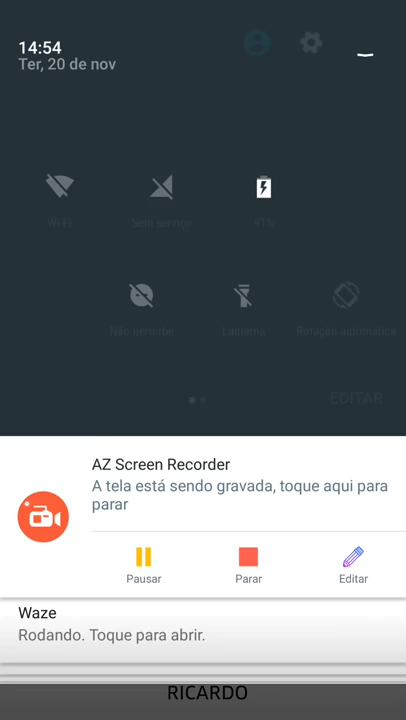 14:54
Ter, 20 de nov
Wi-Fi
Sem serviço
91%
Não perturbe
Lanterna
Rotação automática
EDITAR
AZ Screen Recorder
A tela está sendo gravada, toque aqui para
parar
Pausar
Parar
Editar
Waze
Rodando. Toque para abrir.
RICARDO